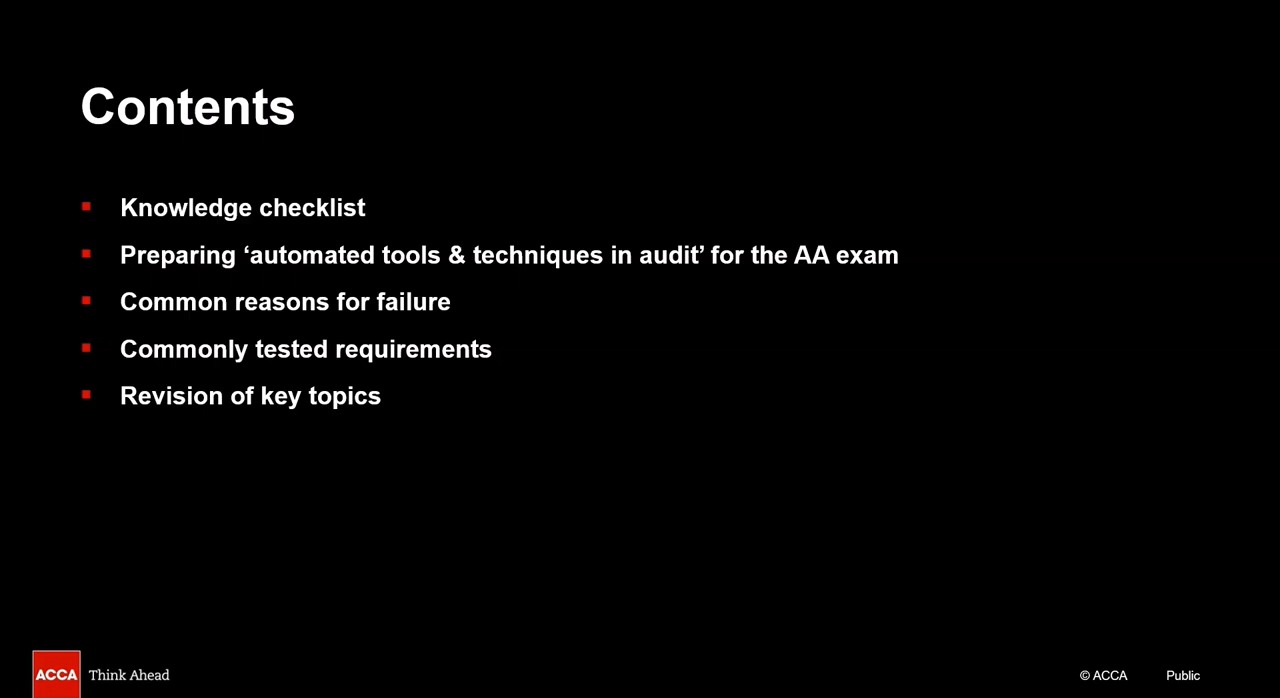 Contents
Knowledge checklist
Preparing ‘automated tools & techniques in audit’ for the AA exam
Common reasons for failure
Commonly tested requirements
Revision of key topics
ACCA Think Ahead
© ACCA Public